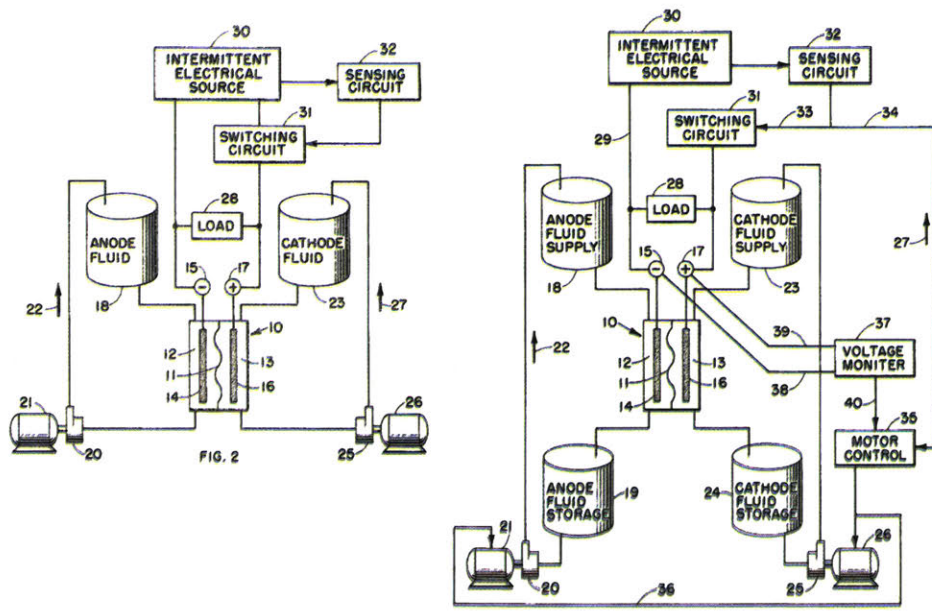 30
INTERMITTENT
ELECTRICAL
SOURCE
32
SENSING
CIRCUIT
31
SWITCHING
CIRCUIT
28
LOAD
ANODE
FLUID
CATHODE
FLUID
15
17
−
+
22
18
23
27
10
12
13
11
14
16
21
20
26
25
FIG. 2
30
INTERMITTENT
ELECTRICAL
SOURCE
32
SENSING
CIRCUIT
31
SWITCHING
CIRCUIT
33
34
29
28
LOAD
ANODE
FLUID
SUPPLY
CATHODE
FLUID
SUPPLY
27
15
17
−
+
18
23
22
10
12
13
11
14
16
39
38
37
VOLTAGE
MONITER
40
35
MOTOR
CONTROL
ANODE
FLUID
STORAGE
19
24
CATHODE
FLUID
STORAGE
21
20
26
25
36